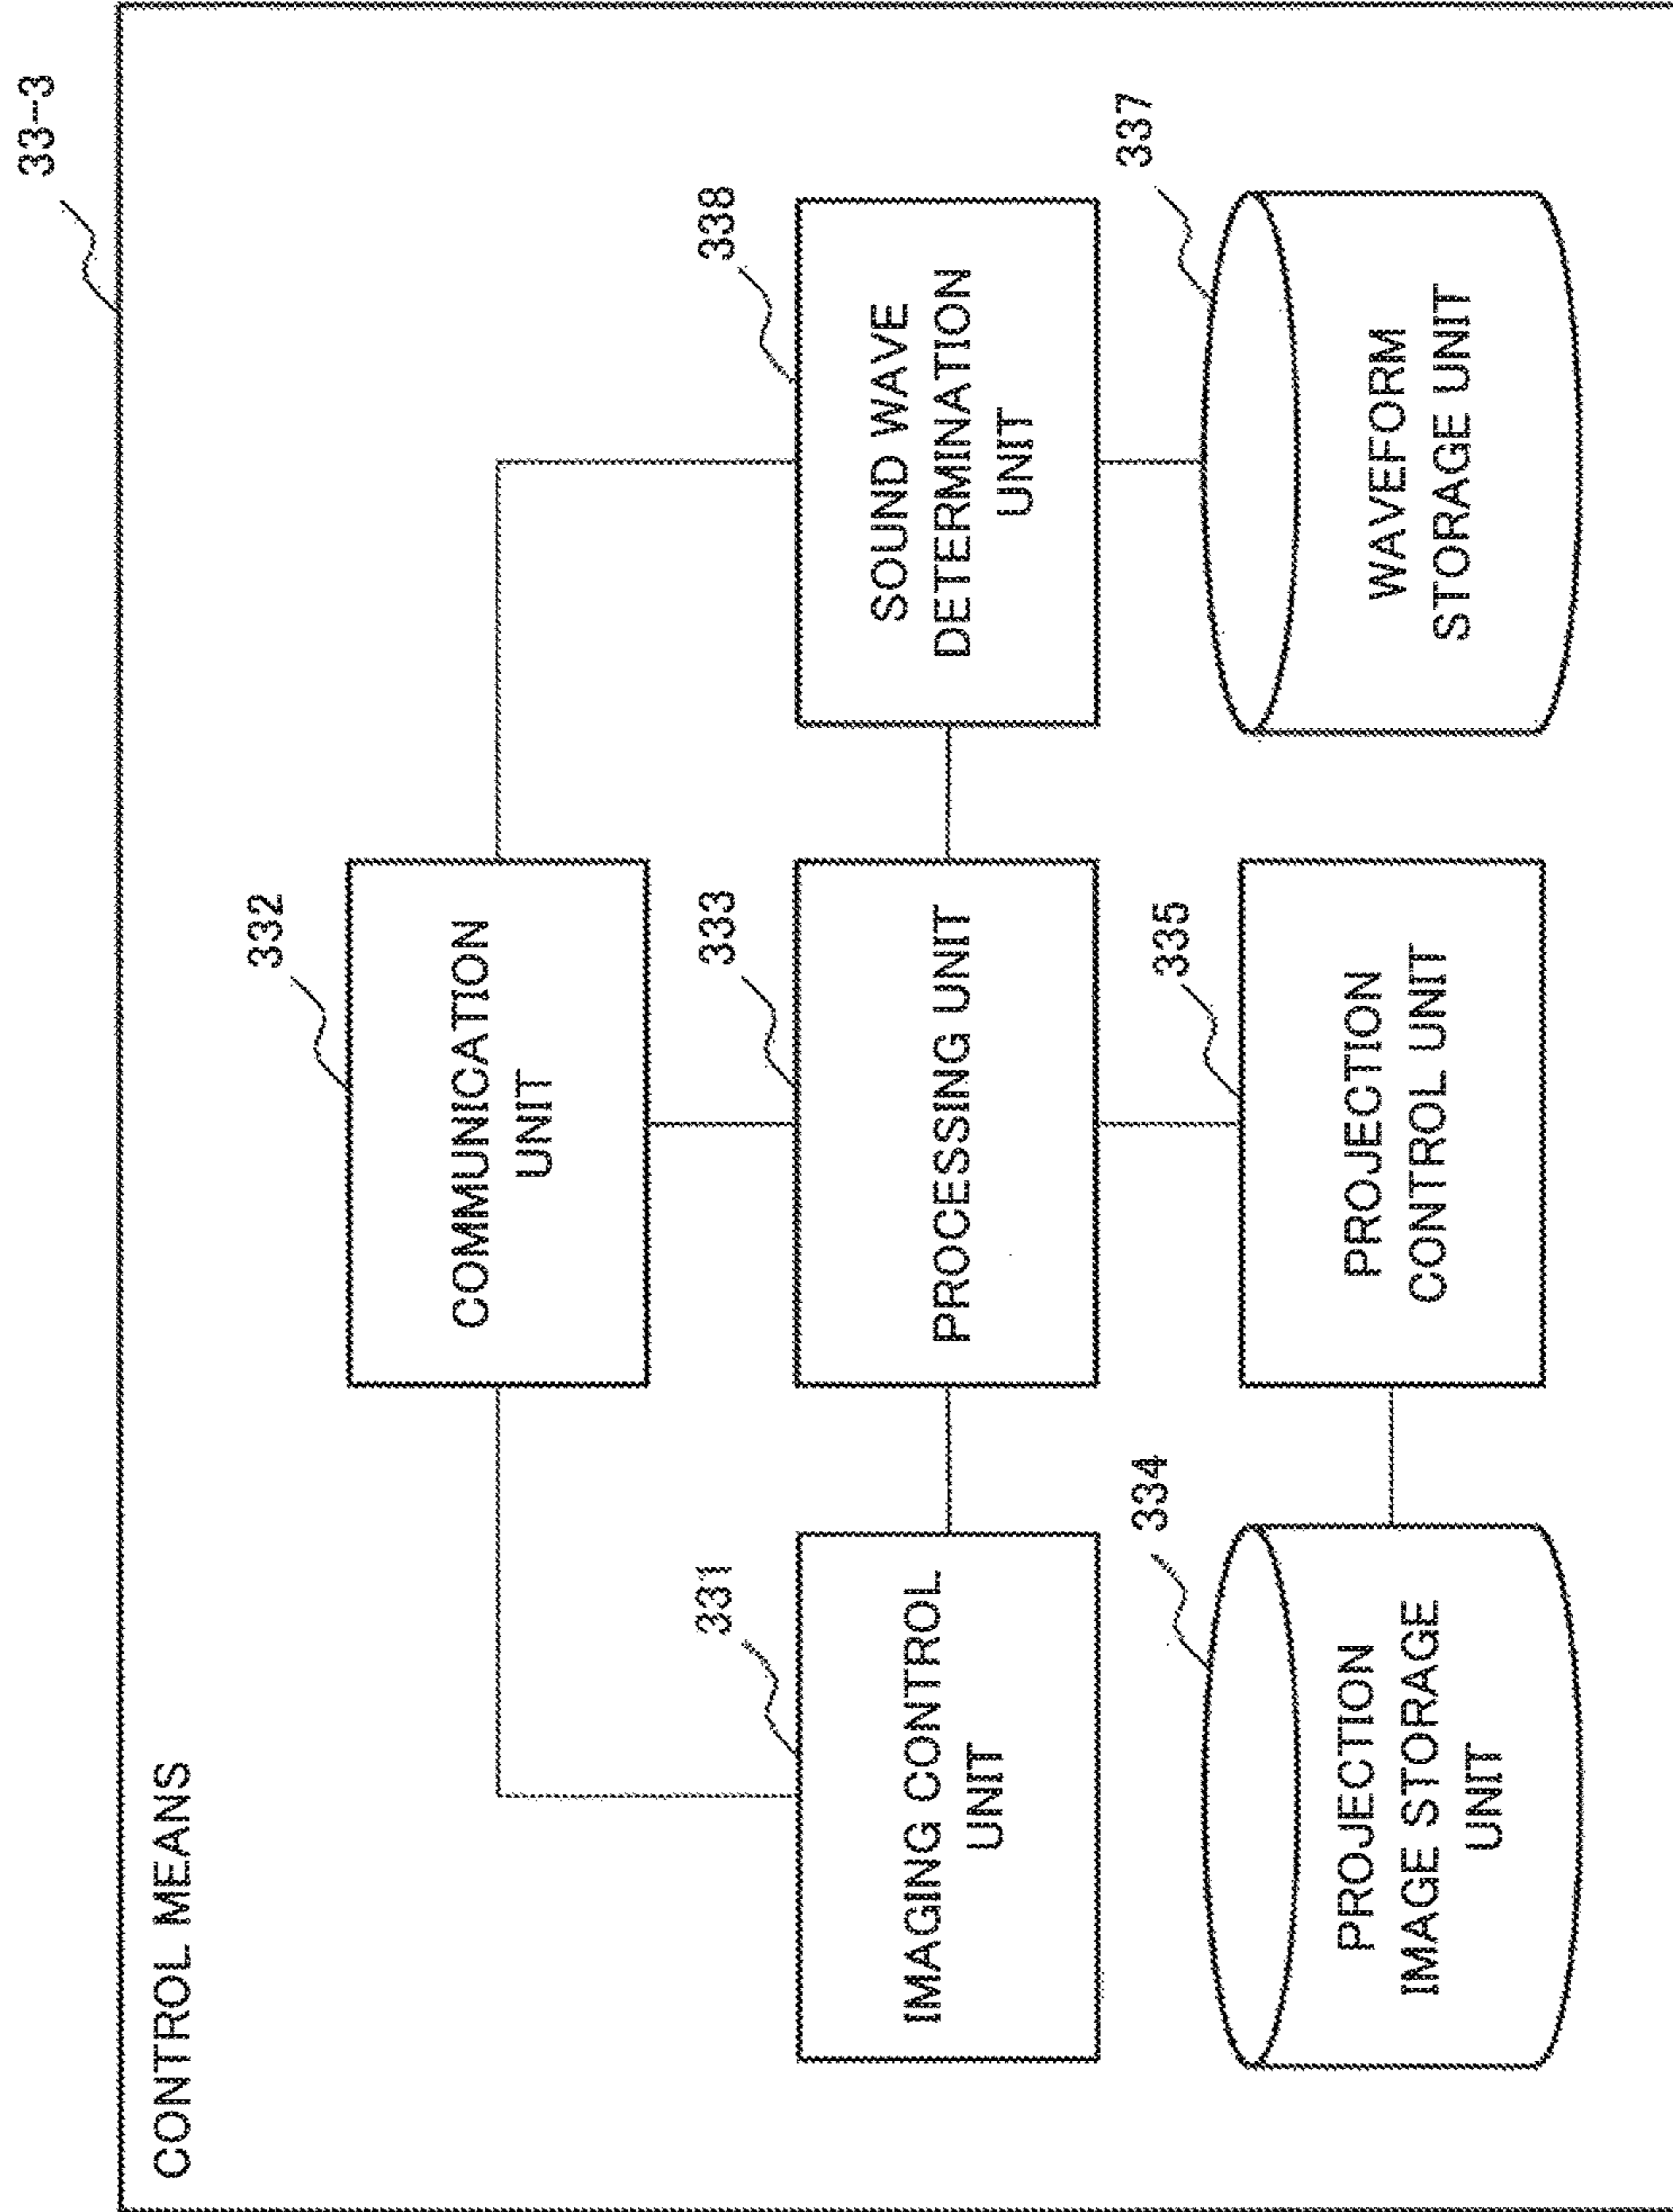 33-3
CONTROL MEANS
332
COMMUNICATION
UNIT
331
IMAGING CONTROL
UNIT
333
PROCESSING UNIT
338
SOUND WAVE
DETERMINATION
UNIT
334
PROJECTION
IMAGE STORAGE
UNIT
335
PROJECTION
CONTROL UNIT
337
WAVEFORM
STORAGE UNIT